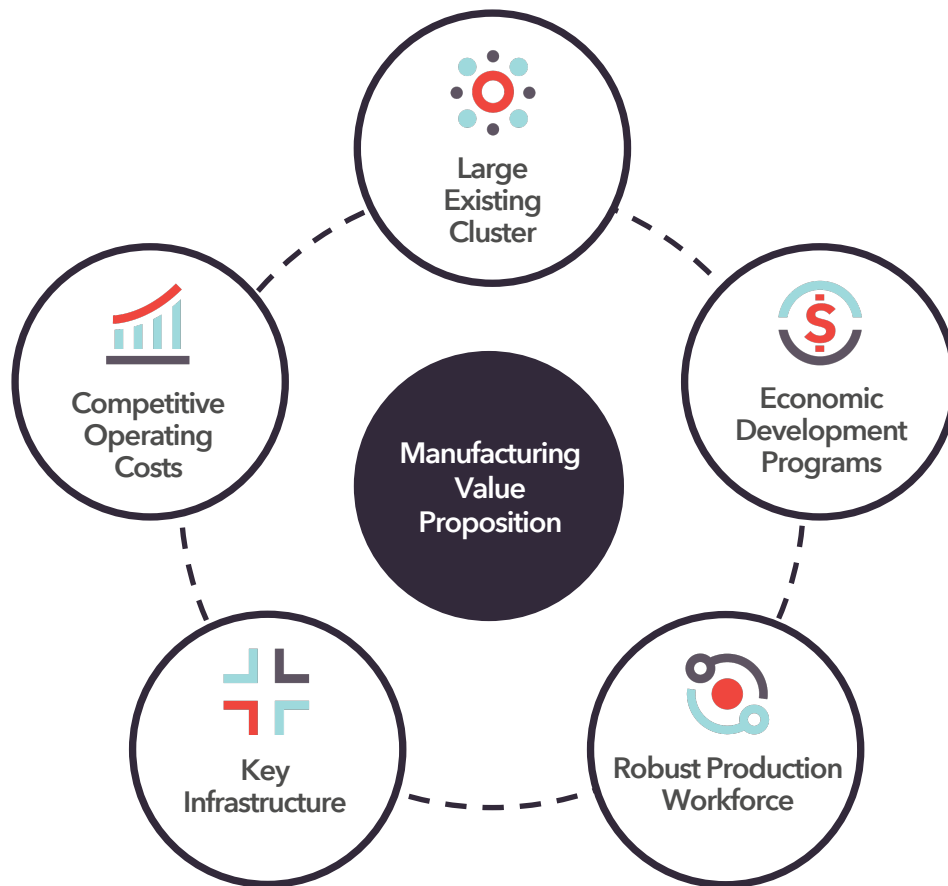 Large
Existing
Cluster
Competitive
Operating
Costs
$
Economic
Development
Programs
Manufacturing
Value
Proposition
Key
Infrastructure
Robust Production
Workforce